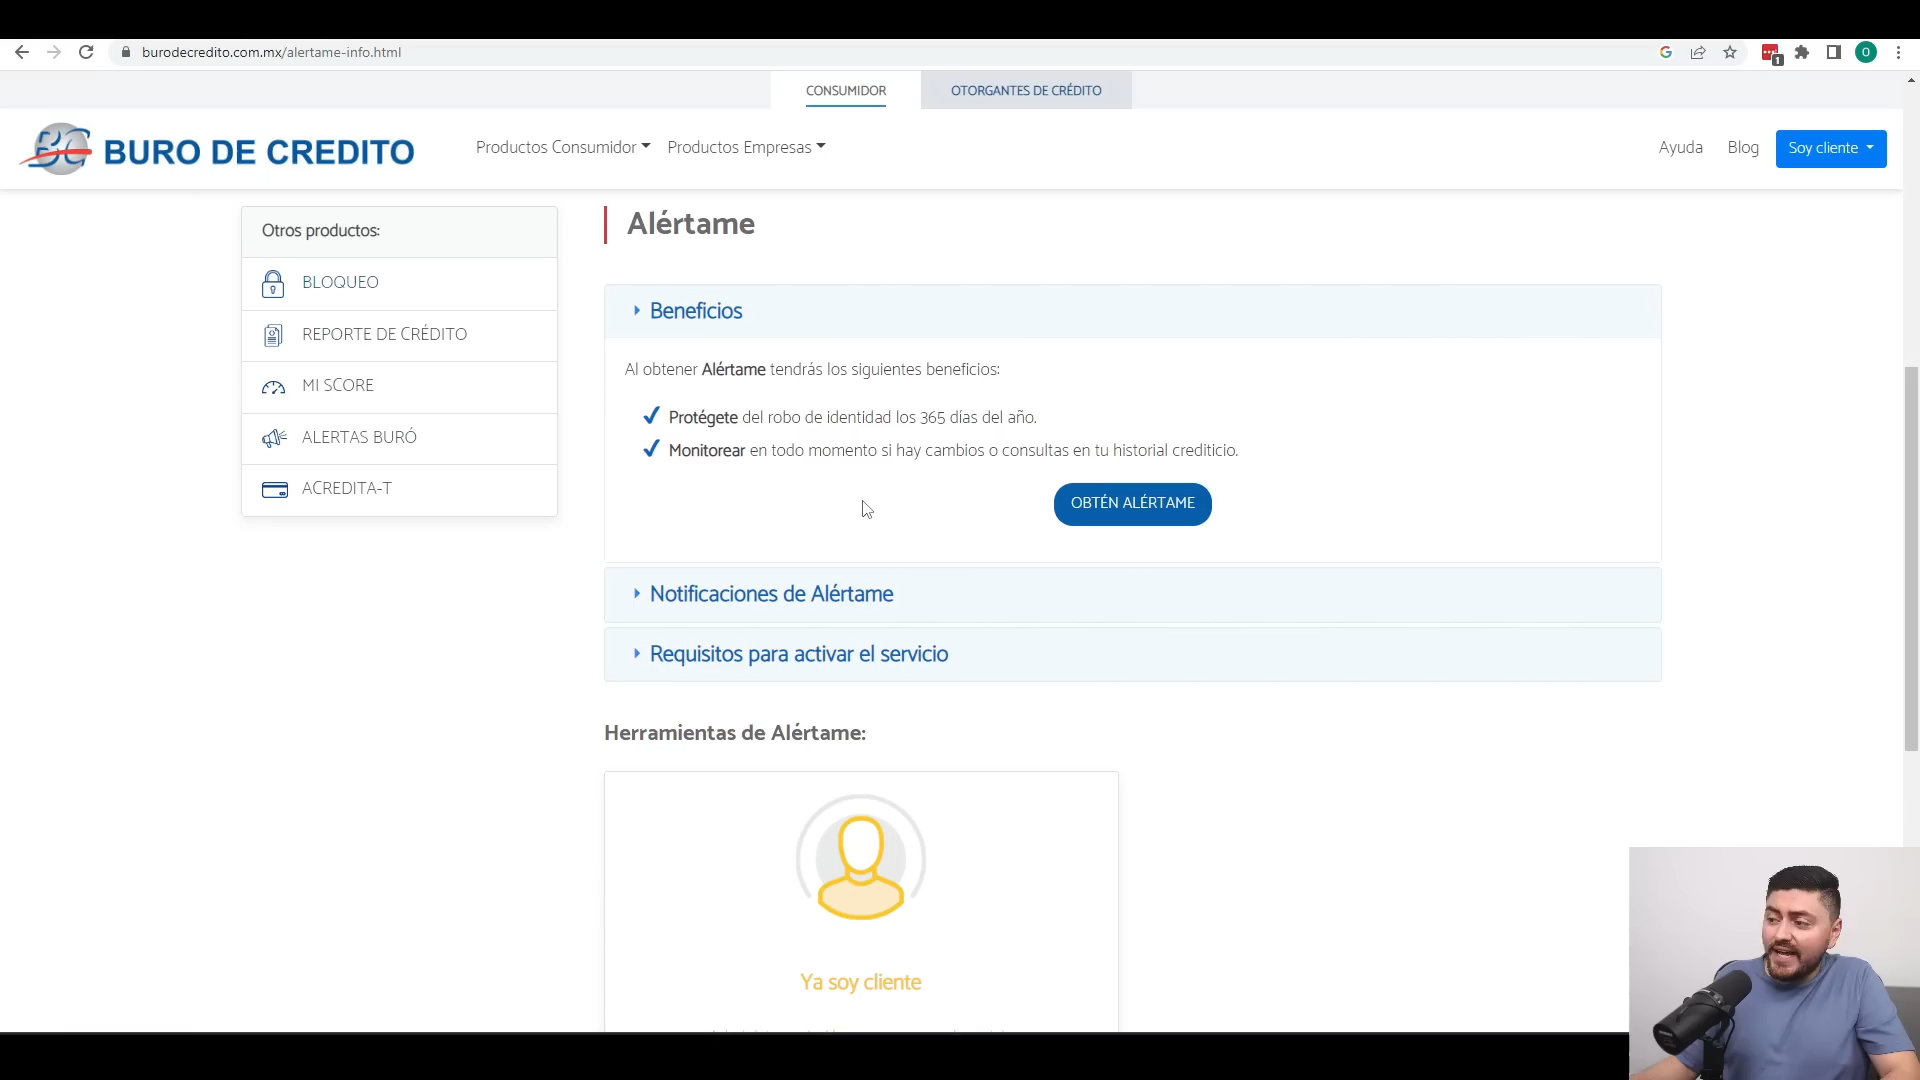 burodecredito.com.mx/alertame-info.html
1
O
CONSUMIDOR
OTORGANTES DE CRÉDITO
BC BURO DE CREDITO
Productos Consumidor
Productos Empresas
Ayuda
Blog
Soy cliente
Otros productos:
BLOQUEO
REPORTE DE CRÉDITO
MI SCORE
ALERTAS BURÓ
ACREDITA-T
Alértame
Beneficios
Al obtener Alértame tendrás los siguientes beneficios:
Protégete del robo de identidad los 365 días del año.
Monitorear en todo momento si hay cambios o consultas en tu historial crediticio.
OBTÉN ALÉRTAME
Notificaciones de Alértame
Requisitos para activar el servicio
Herramientas de Alértame:
Ya soy cliente